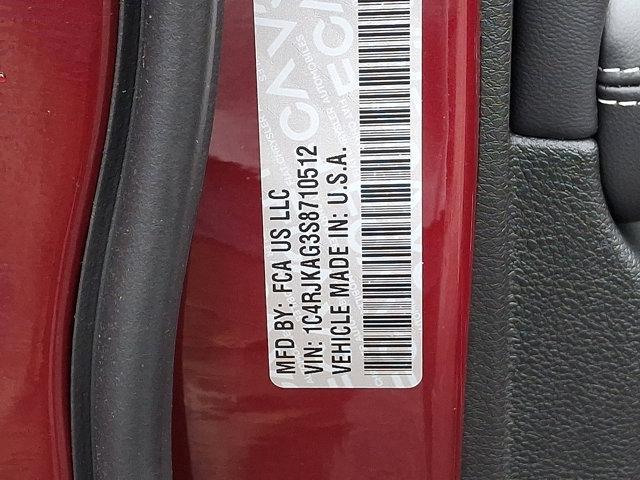 MFD BY: FCA US LLC
VIN: 1C4RJKAG3S8710512
VEHICLE MADE IN: U.S.A.